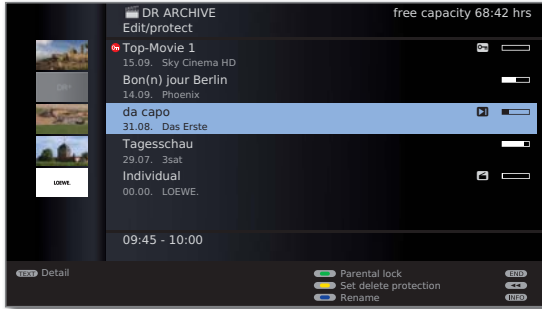 DR ARCHIVE free capacity 68:42 hrs
Edit/protect
Top-Movie 1
15.09. Sky Cinema HD
Bon(n) jour Berlin
14.09. Phoenix
DR+
da capo
31.08. Das Erste
Tagesschau
29.07. 3sat
Individual
LOEWE.
00.00. LOEWE.
09:45 - 10:00
TEXT Detail Parental lock END
Set delete protection
Rename INFO